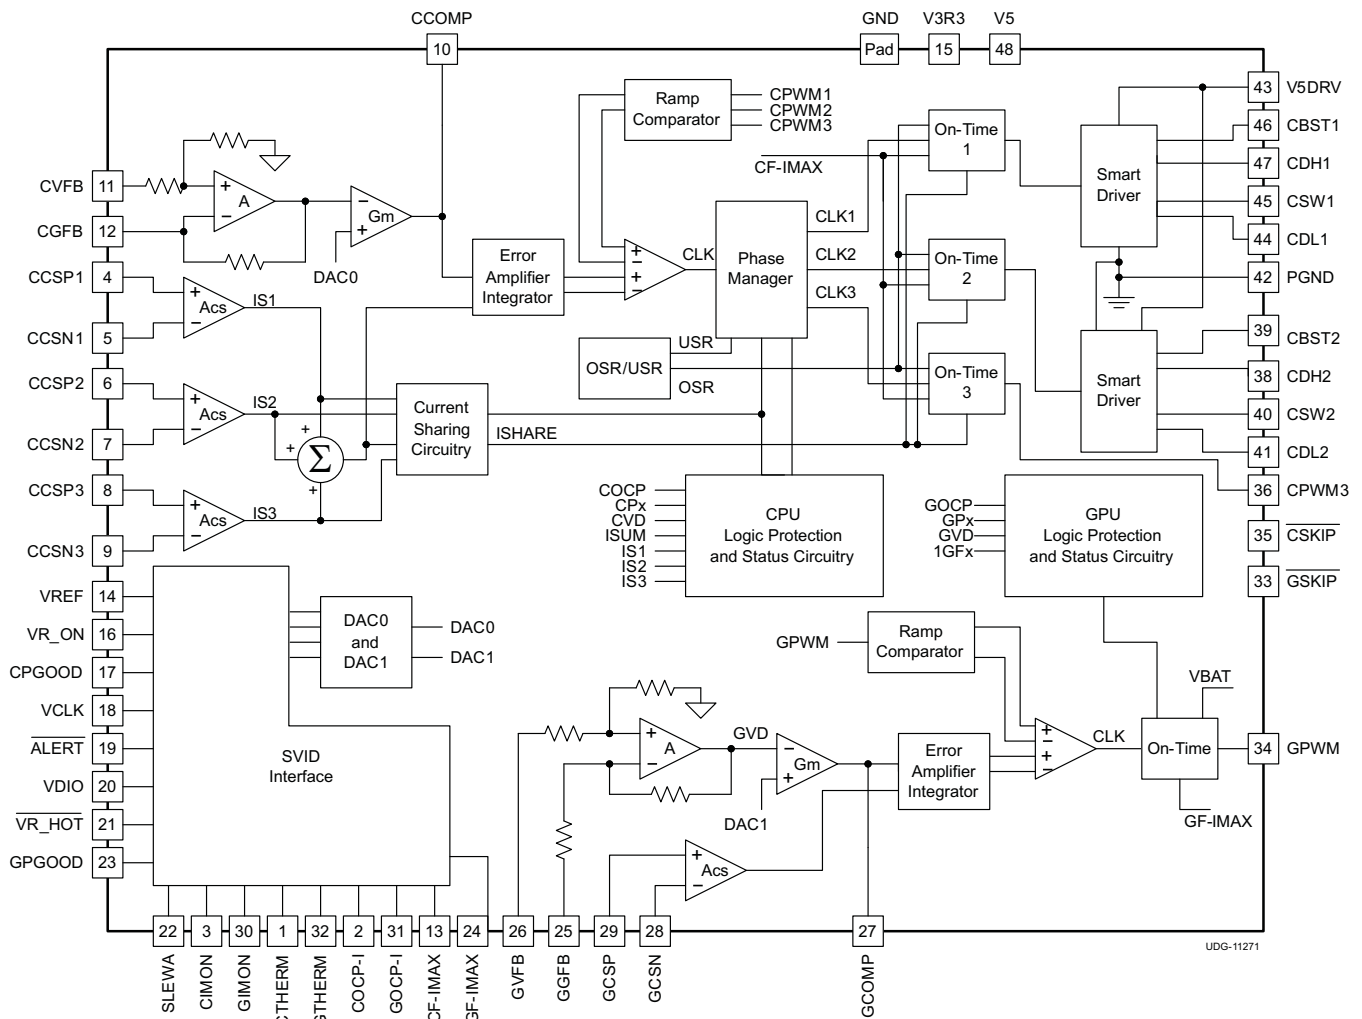 CCOMP
GND
V3R3
V5
10
Pad
15
48
CVFB
11
CGFB
12
A
+
−
Gm
−
+
DAC0
CCSP1
4
CCSN1
5
+
−
Acs
IS1
CCSP2
6
CCSN2
7
+
−
Acs
IS2
CCSP3
8
CCSN3
9
+
−
Acs
IS3
+
+
+
Σ
Current
Sharing
Circuitry
ISHARE
Error
Amplifier
Integrator
Ramp
Comparator
CPWM1
CPWM2
CPWM3
CF-IMAX
+
−
+
−
CLK
Phase
Manager
CLK1
CLK2
CLK3
OSR/USR
USR
OSR
On-Time
1
On-Time
2
On-Time
3
Smart
Driver
Smart
Driver
43
V5DRV
46
CBST1
47
CDH1
45
CSW1
44
CDL1
42
PGND
39
CBST2
38
CDH2
40
CSW2
41
CDL2
36
CPWM3
35
CSKIP
33
GSKIP
COCP
CPx
CVD
ISUM
IS1
IS2
IS3
CPU
Logic Protection
and Status Circuitry
GOCP
GPx
GVD
1GFx
GPU
Logic Protection
and Status Circuitry
VREF
14
VR_ON
16
CPGOOD
17
VCLK
18
ALERT
19
VDIO
20
VR_HOT
21
GPGOOD
23
SVID
Interface
DAC0
and
DAC1
DAC0
DAC1
GPWM
Ramp
Comparator
+
−
A
GVD
−
+
Gm
DAC1
Error
Amplifier
Integrator
+
−
+
−
CLK
VBAT
On-Time
GF-IMAX
34
GPWM
+
−
Acs
22
3
30
1
32
2
31
13
24
26
25
29
28
27
UDG-11271
SLEWA
CIMON
GIMON
CTHERM
GTHERM
COCP-I
GOCP-I
CF-IMAX
GF-IMAX
GVFB
GGFB
GCSP
GCSN
GCOMP